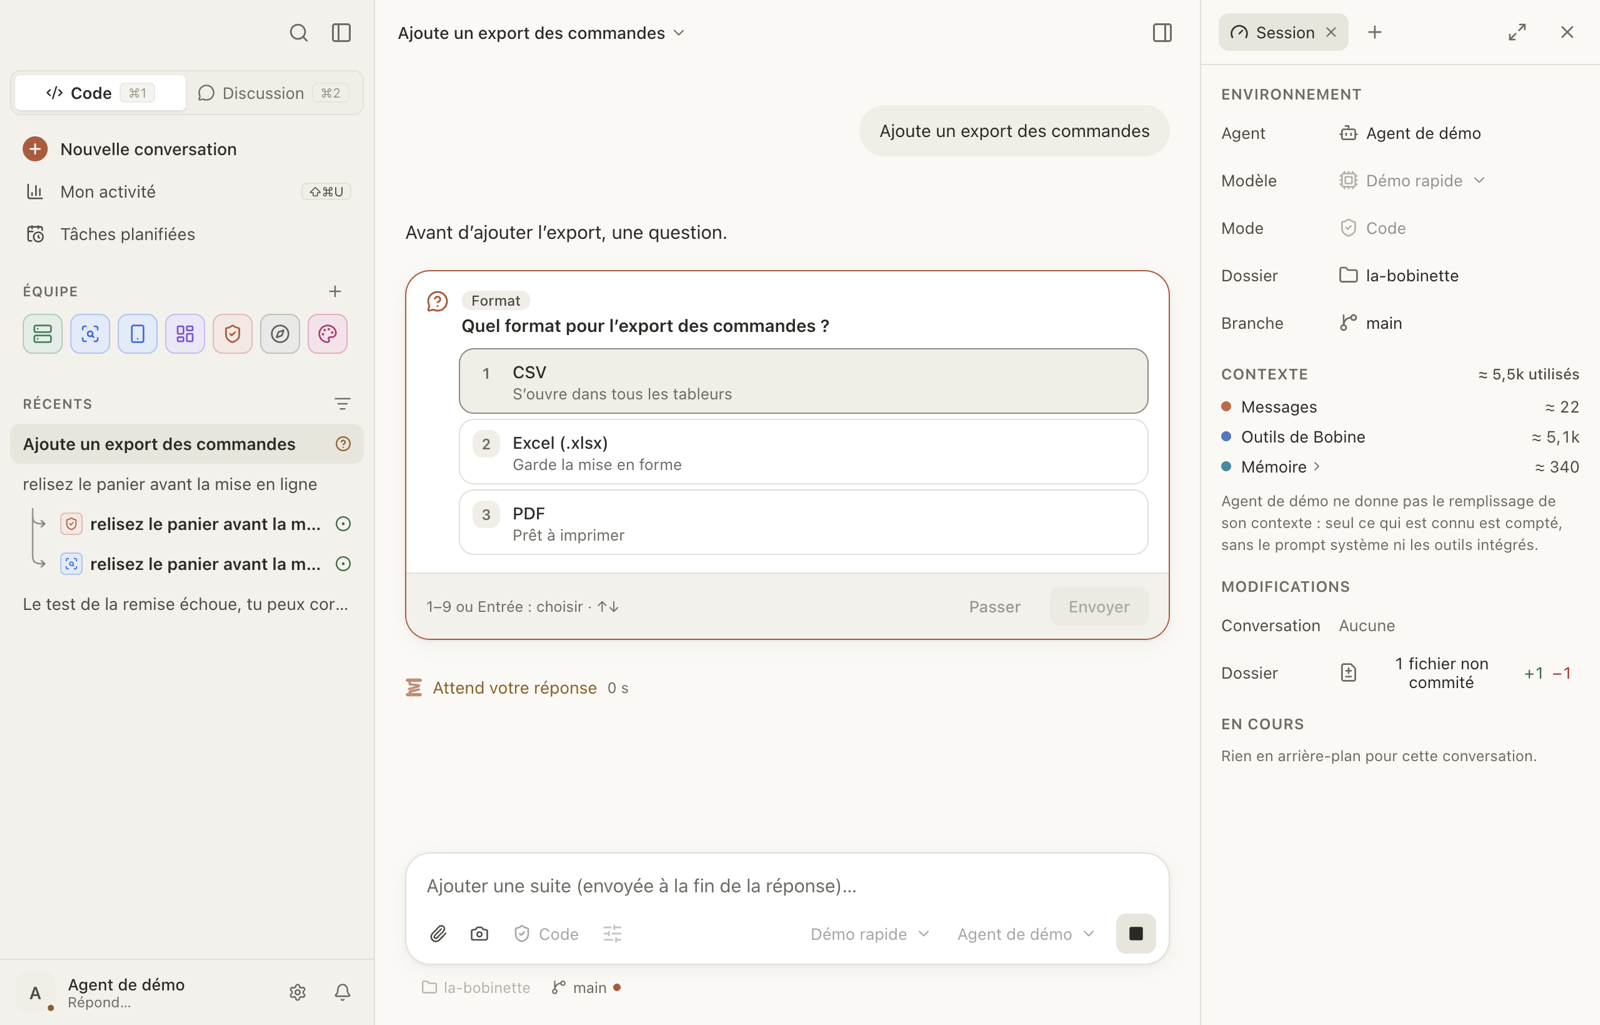 Code ⌘1
Discussion ⌘2
Nouvelle conversation
Mon activité ⇧⌘U
Tâches planifiées
ÉQUIPE
RÉCENTS
Ajoute un export des commandes
relisez le panier avant la mise en ligne
relisez le panier avant la m...
relisez le panier avant la m...
Le test de la remise échoue, tu peux cor...
A
Agent de démo
Répond...
Ajoute un export des commandes
Ajoute un export des commandes
Avant d’ajouter l’export, une question.
Format
Quel format pour l’export des commandes ?
1 CSV
S’ouvre dans tous les tableurs
2 Excel (.xlsx)
Garde la mise en forme
3 PDF
Prêt à imprimer
1–9 ou Entrée : choisir · ↑↓
Passer
Envoyer
Attend votre réponse 0 s
Ajouter une suite (envoyée à la fin de la réponse)...
Code
Démo rapide
Agent de démo
la-bobinette
main
Session
ENVIRONNEMENT
Agent Agent de démo
Modèle Démo rapide
Mode Code
Dossier la-bobinette
Branche main
CONTEXTE ≈ 5,5k utilisés
Messages ≈ 22
Outils de Bobine ≈ 5,1k
Mémoire ≈ 340
Agent de démo ne donne pas le remplissage de
son contexte : seul ce qui est connu est compté,
sans le prompt système ni les outils intégrés.
MODIFICATIONS
Conversation Aucune
Dossier 1 fichier non
commité +1 −1
EN COURS
Rien en arrière-plan pour cette conversation.